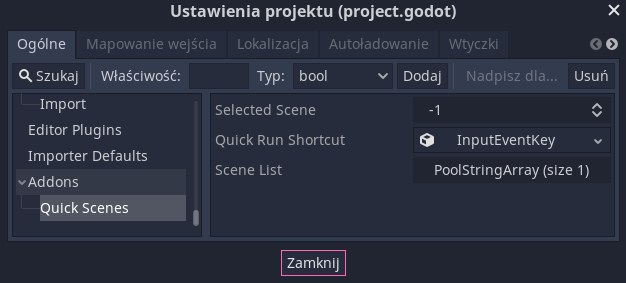 Ustawienia projektu (project.godot)
Ogólne Mapowanie wejścia Lokalizacja Autoładowanie Wtyczki
Szukaj Właściwość: Typ: bool Dodaj Nadpisz dla... Usuń
Import
Editor Plugins
Importer Defaults
Addons
Quick Scenes
Selected Scene -1
Quick Run Shortcut InputEventKey
Scene List PoolStringArray (size 1)
Zamknij